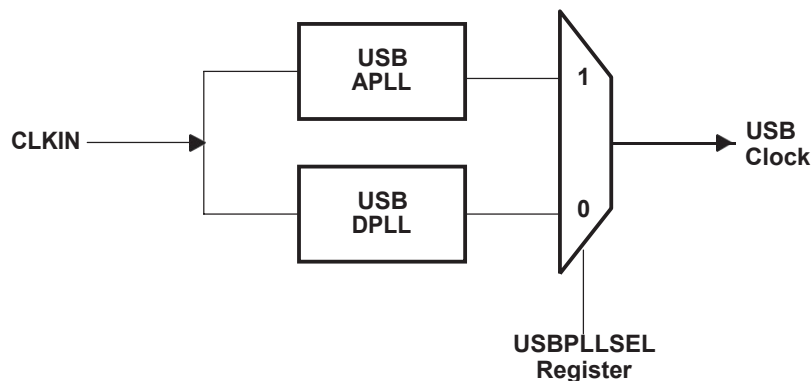 USB
APLL
1
CLKIN
USB
Clock
USB
DPLL
0
USBPLLSEL
Register